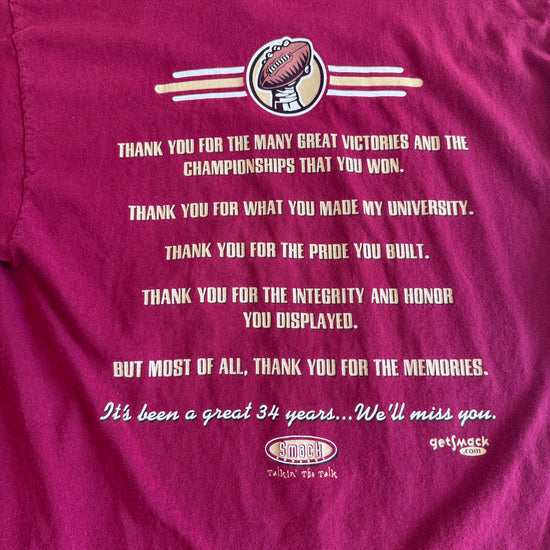 THANK YOU FOR THE MANY GREAT VICTORIES AND THE
CHAMPIONSHIPS THAT YOU WON.
THANK YOU FOR WHAT YOU MADE MY UNIVERSITY.
THANK YOU FOR THE PRIDE YOU BUILT.
THANK YOU FOR THE INTEGRITY AND HONOR
YOU DISPLAYED.
BUT MOST OF ALL, THANK YOU FOR THE MEMORIES.
It's been a great 34 years...We'll miss you.
Smack
Talkin' The Talk
getSmack
.com